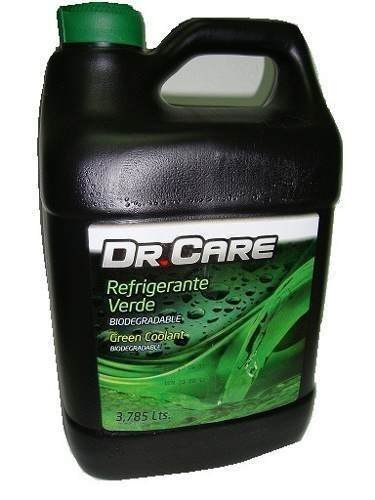 DR.CARE
Refrigerante
Verde
BIODEGRADABLE
Green Coolant
BIODEGRADABLE
3,785 Lts.